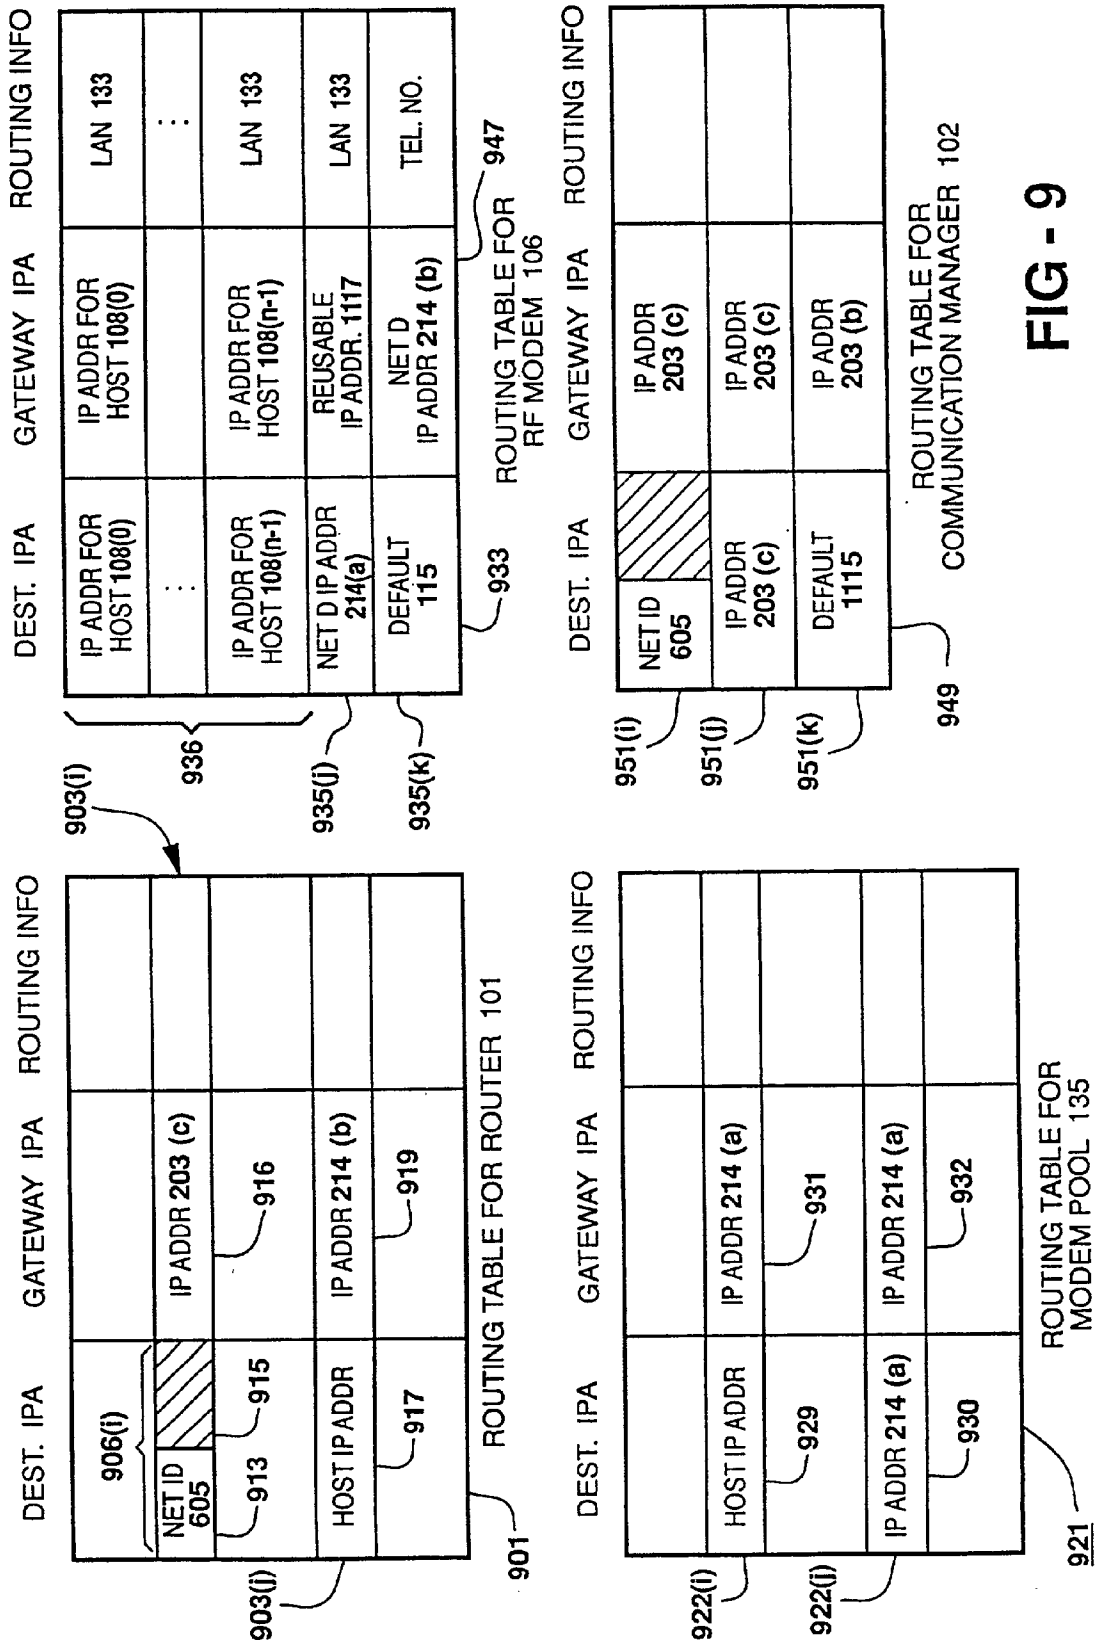 DEST. IPA GATEWAY IPA ROUTING INFO
906(i)
NET ID
605
IP ADDR 203 (c)
903(i)
913
915
916
903(j)
HOST IP ADDR
IP ADDR 214 (b)
917
919
901
ROUTING TABLE FOR ROUTER 101
DEST. IPA GATEWAY IPA ROUTING INFO
IP ADDR FOR
HOST 108(0)
IP ADDR FOR
HOST 108(0)
LAN 133
⋮
⋮
936
IP ADDR FOR
HOST 108(n-1)
IP ADDR FOR
HOST 108(n-1)
LAN 133
935(j)
NET D IP ADDR
214(a)
REUSABLE
IP ADDR. 1117
LAN 133
935(k)
DEFAULT
115
NET D
IP ADDR 214 (b)
TEL. NO.
933
947
ROUTING TABLE FOR
RF MODEM 106
DEST. IPA GATEWAY IPA ROUTING INFO
922(i)
HOST IP ADDR
IP ADDR 214 (a)
929
931
922(j)
IP ADDR 214 (a)
IP ADDR 214 (a)
930
932
921
ROUTING TABLE FOR
MODEM POOL 135
DEST. IPA GATEWAY IPA ROUTING INFO
951(i)
NET ID
605
IP ADDR
203 (c)
951(j)
IP ADDR
203 (c)
IP ADDR
203 (c)
951(k)
DEFAULT
1115
IP ADDR
203 (b)
949
ROUTING TABLE FOR
COMMUNICATION MANAGER 102
FIG - 9